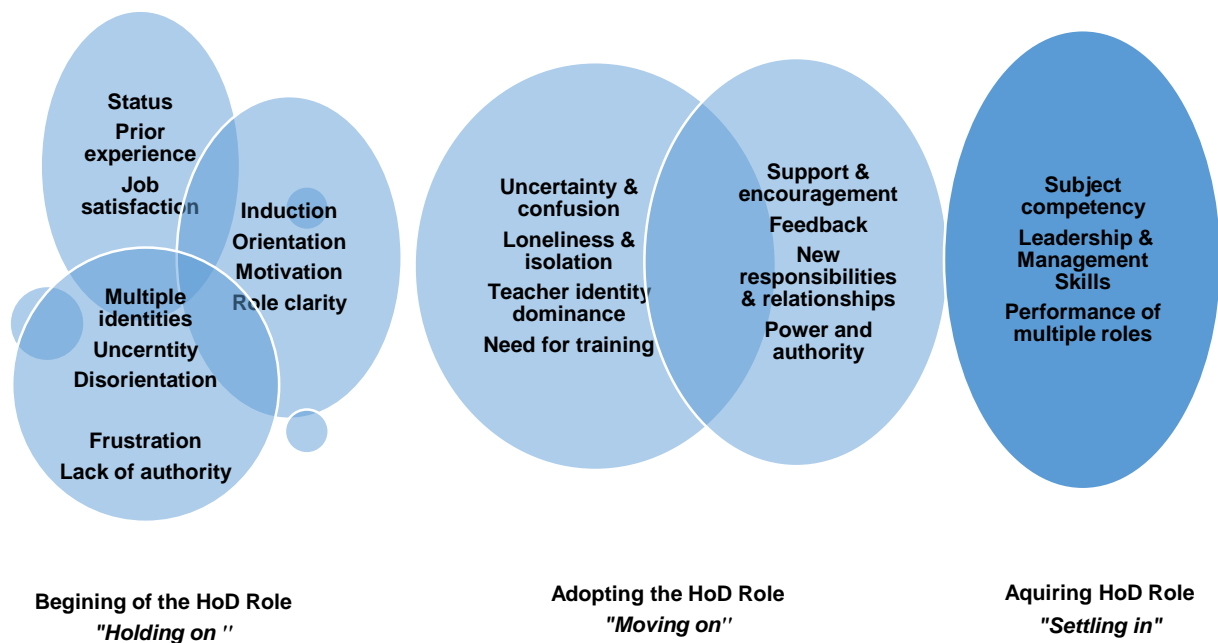 Status
Prior
experience
Job
satisfaction
Induction
Orientation
Motivation
Role clarity
Multiple
identities
Uncerntity
Disorientation
Frustration
Lack of authority
Uncertainty &
confusion
Loneliness &
isolation
Teacher identity
dominance
Need for training
Support &
encouragement
Feedback
New
responsibilities
& relationships
Power and
authority
Subject
competency
Leadership &
Management
Skills
Performance of
multiple roles
Begining of the HoD Role
"Holding on "
Adopting the HoD Role
"Moving on"
Aquiring HoD Role
"Settling in"